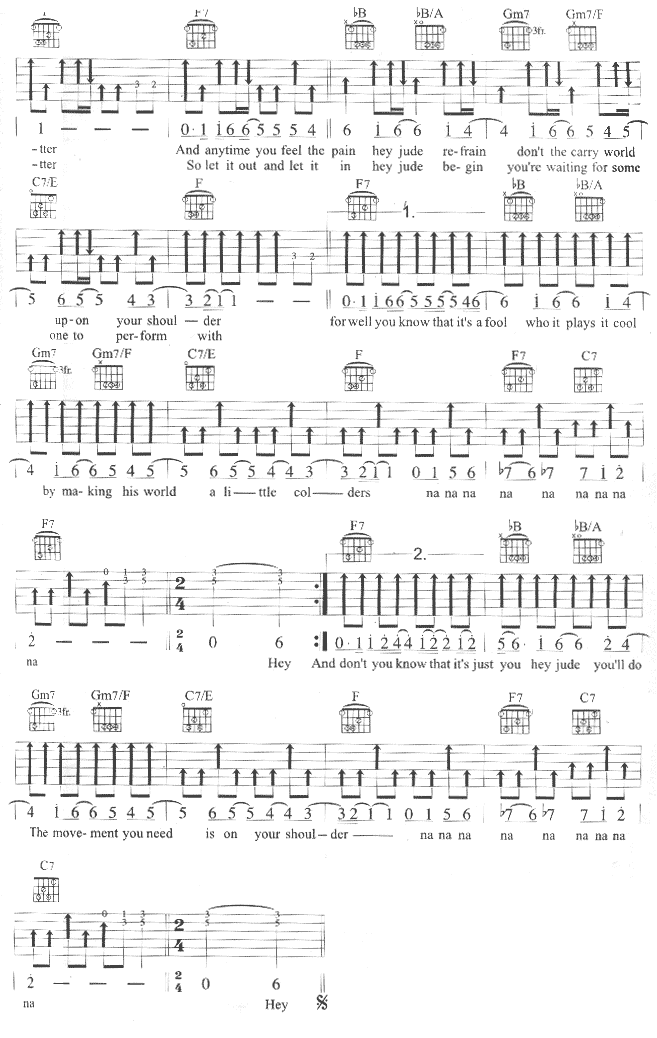 F7 ♭B ♭B/A Gm7 3fr. Gm7/F
3 2
1 — — — 0· 1 i 6 6 5 5 5 4 6 i 6 6 i 4 4 i 6 6 5 4 5
-tter And anytime you feel the pain hey jude re-frain don't the carry world
-tter So let it out and let it in hey jude be-gin you're waiting for some
C7/E F F7 1. ♭B ♭B/A
3 2
5 6 5 5 4 3 3 2 1 1 — — 0· 1 i 6 6 5 5 5 5 4 6 6 i 6 6 i 4
up-on your shoul — der for well you know that it's a fool who it plays it cool
one to per-form with
Gm7 3fr. Gm7/F C7/E F F7 C7
4 i 6 6 5 4 5 5 6 5 5 4 4 3 3 2 1 1 0 1 5 6 ♭7 6 ♭7 7 i 2
by ma- king his world a li— ttle col— ders na na na na na na na na
F7 F7 2. ♭B ♭B/A
0 1 3 3 5 2 4 3 5 3 5
2 — — — 2/4 0 6 0· 1 i 2 4 4 i 2 2 i 2 5 6· i 6 6 2 4
na Hey And don't you know that it's just you hey jude you'll do
Gm7 3fr. Gm7/F C7/E F F7 C7
4 i 6 6 5 4 5 5 6 5 5 4 4 3 3 2 1 1 0 1 5 6 ♭7 6 ♭7 7 i 2
The move-ment you need is on your shoul-der — na na na na na na na na
C7
0 1 3 3 5 2 4 3 5 3 5
2 — — — 2/4 0 6
na Hey